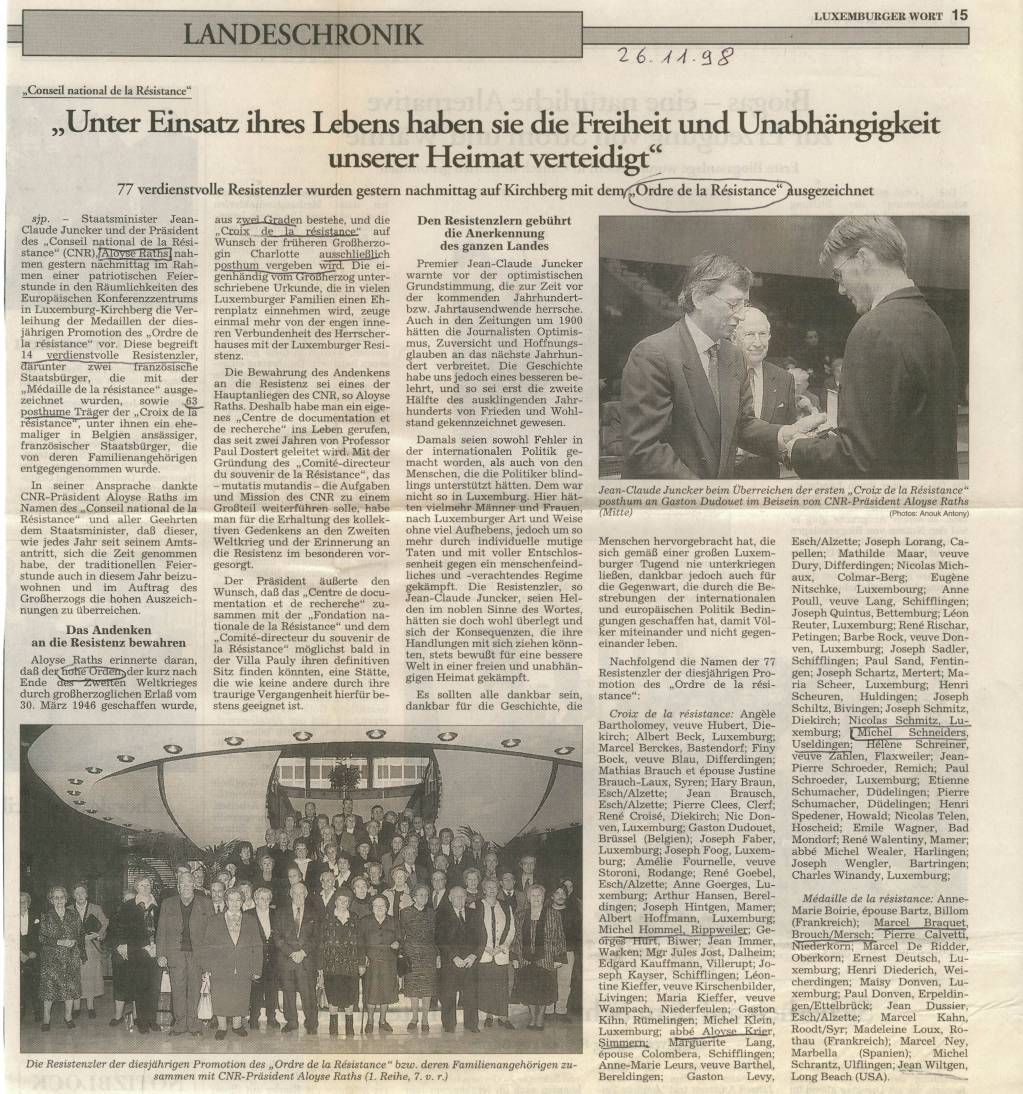 LUXEMBURGER WORT 15
LANDESCHRONIK
26.11.98
„Conseil national de la Résistance“
„Unter Einsatz ihres Lebens haben sie die Freiheit und Unabhängigkeit
unserer Heimat verteidigt“
77 verdienstvolle Resistenzler wurden gestern nachmittag auf Kirchberg mit dem „Ordre de la Résistance“ ausgezeichnet
sjp. – Staatsminister Jean-
Claude Juncker und der Präsident
des „Conseil national de la Rési-
stance“ (CNR), Aloyse Raths nah-
men gestern nachmittag im Rah-
men einer patriotischen Feier-
stunde in den Räumlichkeiten des
Europäischen Konferenzzentrums
in Luxemburg-Kirchberg die Ver-
leihung der Medaillen der dies-
jährigen Promotion des „Ordre de
la résistance“ vor. Diese begreift
14 verdienstvolle Resistenzler,
darunter zwei französische
Staatsbürger, die mit der
„Médaille de la résistance“ ausge-
zeichnet wurden, sowie 63
posthume Träger der „Croix de la
résistance“, unter ihnen ein ehe-
maliger in Belgien ansässiger,
französischer Staatsbürger, die
von deren Familienangehörigen
entgegengenommen wurde.
In seiner Ansprache dankte
CNR-Präsident Aloyse Raths im
Namen des „Conseil national de la
Résistance“ und aller Geehrten
dem Staatsminister, daß dieser,
wie jedes Jahr seit seinem Amts-
antritt, sich die Zeit genommen
habe, der traditionellen Feier-
stunde auch in diesem Jahr beizu-
wohnen und im Auftrag des
Großherzogs die hohen Auszeich-
nungen zu überreichen.
Das Andenken
an die Resistenz bewahren
Aloyse Raths erinnerte daran,
daß der hohe Orden, der kurz nach
Ende des Zweiten Weltkrieges
durch großherzoglichen Erlaß vom
30. März 1946 geschaffen wurde,
aus zwei Graden bestehe, und die
„Croix de la résistance“ auf
Wunsch der früheren Großherzo-
gin Charlotte ausschließlich
posthum vergeben wird. Die ei-
genhändig vom Großherzog unter-
schriebene Urkunde, die in vielen
Luxemburger Familien einen Eh-
renplatz einnehmen wird, zeuge
einmal mehr von der engen inne-
ren Verbundenheit des Herrscher-
hauses mit der Luxemburger Resi-
stenz.
Die Bewahrung des Andenkens
an die Resistenz sei eines der
Hauptanliegen des CNR, so Aloyse
Raths. Deshalb habe man ein eige-
nes „Centre de documentation et
de recherche“ ins Leben gerufen,
das seit zwei Jahren von Professor
Paul Dostert geleitet wird. Mit der
Gründung des „Comité-directeur
du souvenir de la Résistance“, das
–mutatis mutandis – die Aufgaben
und Mission des CNR zu einem
Großteil weiterführen solle, habe
man für die Erhaltung des kollekti-
ven Gedenkens an den Zweiten
Weltkrieg und der Erinnerung an
die Resistenz im besonderen vor-
gesorgt.
Der Präsident äußerte den
Wunsch, daß das „Centre de docu-
mentation et de recherche“ zu-
sammen mit der „Fondation na-
tionale de la Résistance“ und dem
„Comité-directeur du souvenir de
la Résistance“ möglichst bald in
der Villa Pauly ihren definitiven
Sitz finden könnten, eine Stätte,
die wie keine andere durch ihre
traurige Vergangenheit hierfür be-
stens geeignet ist.
Den Resistenzlern gebührt
die Anerkennung
des ganzen Landes
Premier Jean-Claude Juncker
warnte vor der optimistischen
Grundstimmung, die zur Zeit vor
der kommenden Jahrhundert-
bzw. Jahrtausendwende herrsche.
Auch in den Zeitungen um 1900
hätten die Journalisten Optimis-
mus, Zuversicht und Hoffnungs-
glauben an das nächste Jahrhun-
dert verbreitet. Die Geschichte
habe uns jedoch eines besseren be-
lehrt, und so sei erst die zweite
Hälfte des ausklingenden Jahr-
hunderts von Frieden und Wohl-
stand gekennzeichnet gewesen.
Damals seien sowohl Fehler in
der internationalen Politik ge-
macht worden, als auch von den
Menschen, die die Politiker blind-
lings unterstützt hätten. Dem war
nicht so in Luxemburg. Hier hät-
ten vielmehr Männer und Frauen,
nach Luxemburger Art und Weise
ohne viel Aufhebens, jedoch um so
mehr durch individuelle mutige
Taten und mit voller Entschlos-
senheit gegen ein menschenfeind-
liches und -verachtendes Regime
gekämpft. Die Resistenzler, so
Jean-Claude Juncker, seien Helden
im noblen Sinne des Wortes,
hätten sie doch wohl überlegt und
sich der Konsequenzen, die ihre
Handlungen mit sich ziehen könn-
ten, stets bewußt für eine bessere
Welt in einer freien und unabhän-
gigen Heimat gekämpft.
Es sollten alle dankbar sein,
dankbar für die Geschichte, die
Jean-Claude Juncker beim Überreichen der ersten „Croix de la Résistance“
posthum an Gaston Dudouet im Beisein von CNR-Präsident Aloyse Raths
(Mitte)
(Photos: Anouk Antony)
Menschen hervorgebracht hat, die
sich gemäß einer großen Luxem-
burger Tugend nie unterkriegen
ließen, dankbar jedoch auch für
die Gegenwart, die durch die Be-
strebungen der internationalen
und europäischen Politik Bedin-
gungen geschaffen hat, damit Völ-
ker miteinander und nicht gegen-
einander leben.
Nachfolgend die Namen der 77
Resistenzler der diesjährigen Pro-
motion des „Ordre de la rési-
stance“:
Croix de la résistance: Angèle
Bartholomey, veuve Hubert, Die-
kirch; Albert Beck, Luxemburg;
Marcel Berckes, Bastendorf; Finy
Bock, veuve Blau, Differdingen;
Mathias Brauch et épouse Justine
Brauch-Laux, Syren; Hary Braun,
Esch/Alzette; Jean Brausch,
Esch/Alzette; Pierre Clees, Clerf;
René Croisé, Diekirch; Nic Don-
ven, Luxemburg; Gaston Dudouet,
Brüssel (Belgien); Joseph Faber,
Luxemburg; Joseph Foog, Luxem-
burg; Amélie Fournelle, veuve
Storoni, Rodange; René Goebel,
Esch/Alzette; Anne Goerges, Lu-
xemburg; Arthur Hansen, Berel-
dingen; Joseph Hintgen, Mamer;
Albert Hoffmann, Luxemburg;
Michel Hommel, Rippweiler; Ge-
orges Hurt, Biwer; Jean Immer,
Warken; Mgr Jules Jost, Dalheim;
Edgard Kauffmann, Villerupt; Jo-
seph Kayser, Schifflingen; Léon-
tine Kieffer, veuve Kirschenbilder,
Livingen; Maria Kieffer, veuve
Wampach, Niederfeulen; Gaston
Kihn, Rümelingen; Michel Klein,
Luxemburg; abbé Aloyse Krier,
Simmern; Marguerite Lang,
épouse Colombera, Schifflingen;
Anne-Marie Leurs, veuve Barthel,
Bereldingen; Gaston Levy,
Esch/Alzette; Joseph Lorang, Ca-
pellen; Mathilde Maar, veuve
Dury, Differdingen; Nicolas Mich-
aux, Colmar-Berg; Eugène
Nitschke, Luxembourg; Anne
Poull, veuve Lang, Schifflingen;
Joseph Quintus, Bettemburg; Léon
Reuter, Luxemburg; René Rischar,
Petingen; Barbe Rock, veuve Don-
ven, Luxemburg; Joseph Sadler,
Schifflingen; Paul Sand, Fentin-
gen; Joseph Schartz, Mertert; Ma-
ria Scheer, Luxemburg; Henri
Scheuren, Huldingen; Joseph
Schiltz, Bivingen; Joseph Schmitz,
Diekirch; Nicolas Schmitz, Lu-
xemburg; Michel Schneiders,
Useldingen; Hélène Schreiner,
veuve Zahlen, Flaxweiler; Jean-
Pierre Schroeder, Remich; Paul
Schroeder, Luxemburg; Etienne
Schumacher, Düdelingen; Pierre
Schumacher, Düdelingen; Henri
Spedener, Howald; Nicolas Telen,
Hoscheid; Emile Wagner, Bad
Mondorf; René Walentiny, Mamer;
abbé Michel Wealer, Harlingen;
Joseph Wengler, Bartringen;
Charles Winandy, Luxemburg;
Médaille de la résistance: Anne-
Marie Boirie, épouse Bartz, Billom
(Frankreich); Marcel Braquet,
Brouch/Mersch; Pierre Calvetti,
Niederkorn; Marcel De Ridder,
Oberkorn; Ernest Deutsch, Lu-
xemburg; Henri Diederich, Wei-
cherdingen; Maisy Donven, Lu-
xemburg; Paul Donven, Erpeldin-
gen/Ettelbrück; Jean Dussier,
Esch/Alzette; Marcel Kahn,
Roodt/Syr; Madeleine Loux, Ro-
thau (Frankreich); Marcel Ney,
Marbella (Spanien); Michel
Schrantz, Ulflingen; Jean Wiltgen,
Long Beach (USA).
Die Resistenzler der diesjährigen Promotion des „Ordre de la Résistance“ bzw. deren Familienangehörigen zu-
sammen mit CNR-Präsident Aloyse Raths (1. Reihe, 7. v. r.)